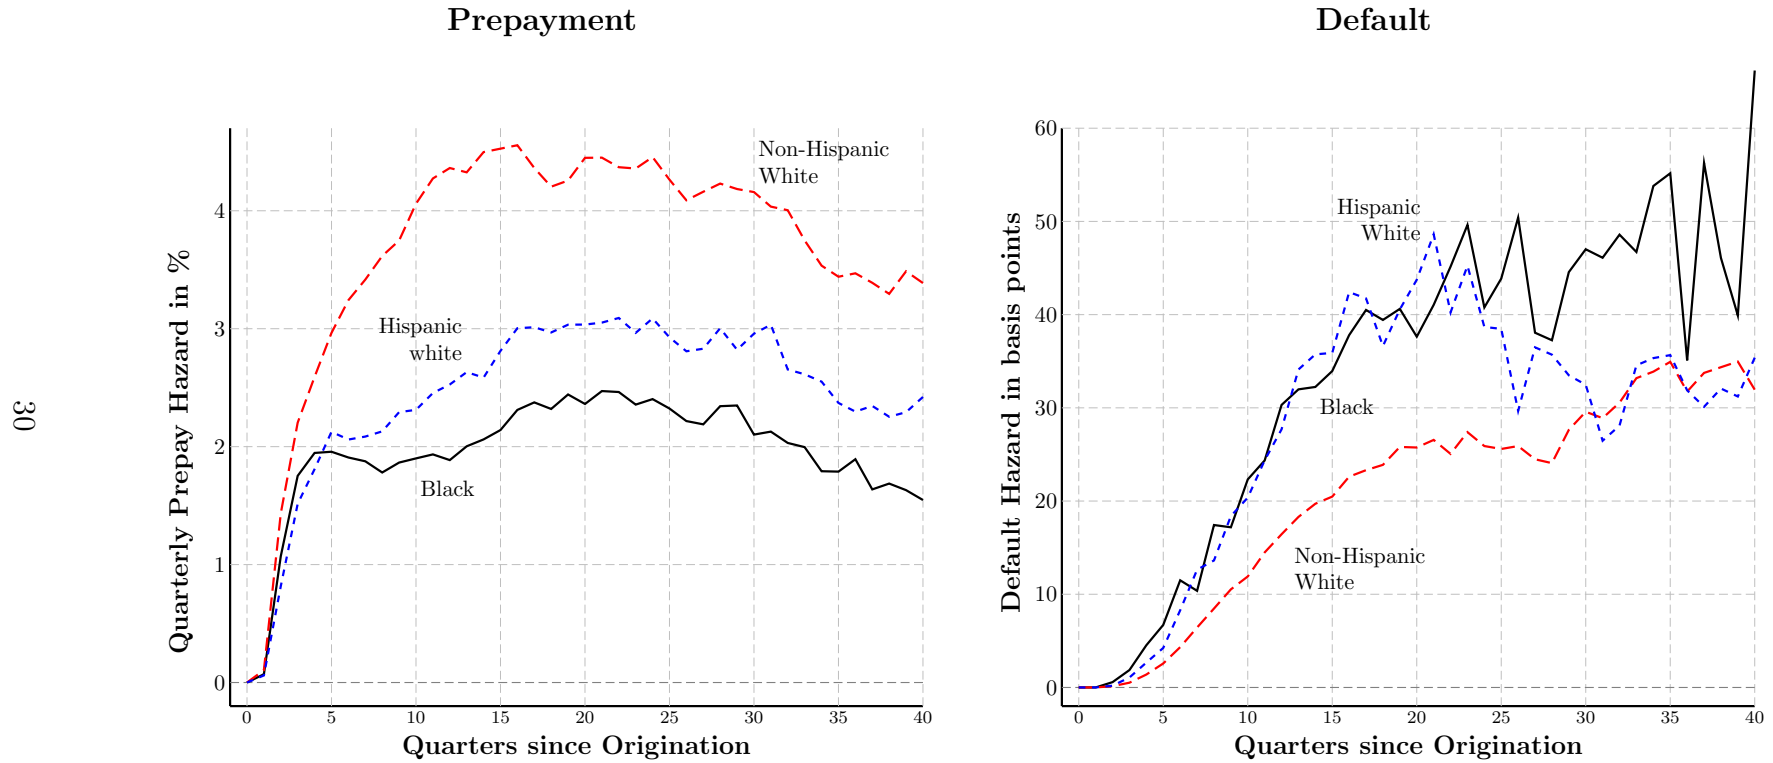 Prepayment
Quarterly Prepay Hazard in %
4
3
2
1
0
0 5 10 15 20 25 30 35 40
Quarters since Origination
Non-Hispanic
White
Hispanic
white
Black
Default
Default Hazard in basis points
60
50
40
30
20
10
0
0 5 10 15 20 25 30 35 40
Quarters since Origination
Hispanic
White
Black
Non-Hispanic
White
30